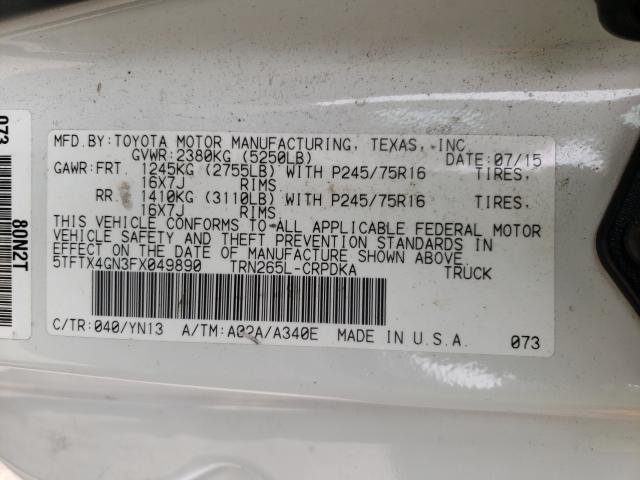 MFD.BY:TOYOTA MOTOR MANUFACTURING, TEXAS, INC.
GVWR:2380KG (5250LB) DATE:07/15
GAWR:FRT. 1245KG (2755LB) WITH P245/75R16 TIRES,
16X7J RIMS
RR. 1410KG (3110LB) WITH P245/75R16 TIRES,
16X7J RIMS
THIS VEHICLE CONFORMS TO ALL APPLICABLE FEDERAL MOTOR
VEHICLE SAFETY AND THEFT PREVENTION STANDARDS IN
EFFECT ON THE DATE OF MANUFACTURE SHOWN ABOVE.
5TFTX4GN3FX049890 TRN265L-CRPDKA TRUCK
C/TR:040/YN13 A/TM:A02A/A340E MADE IN U.S.A. 073
073
80N2T